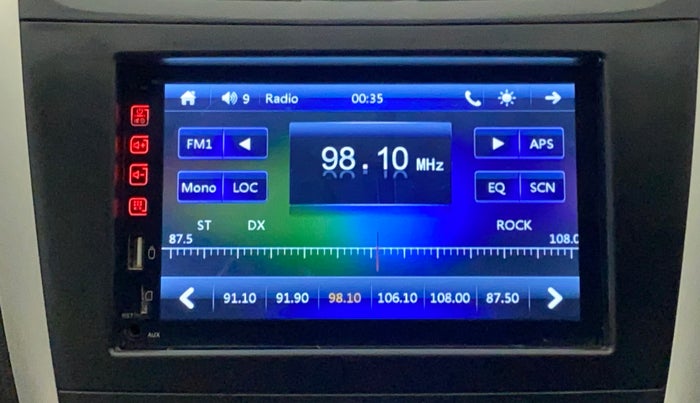 9 Radio 00:35
FM1 98.10 MHz APS
Mono LOC EQ SCN
ST DX ROCK
87.5 108.0
91.10 91.90 98.10 106.10 108.00 87.50
RST
AUX